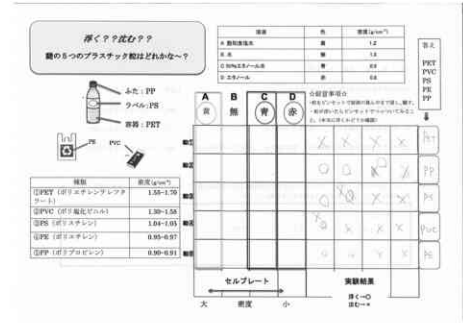 浮く??沈む??
謎の5つのプラスチック蛇はどれかな~?
ふた:PP
ラベル:PS
容器:PET
PS
PVC
溶液 色 密度(g/cm³)
A 飽和食塩水 黄 1.2
B 水 無 1.0
C 50%エタノール水 青 0.9
D エタノール 赤 0.8
答え
PET
PVC
PS
PE
PP
☆留意事項☆
A B C D
黄 無 青 赤
種類 密度(g/cm³)
①PET(ポリエチレンテレフタラート) 1.38-1.70
②PVC(ポリ塩化ビニル) 1.30-1.58
③PS(ポリスチレン) 1.04-1.05
④PE(ポリエチレン) 0.95-0.97
⑤PP(ポリプロピレン) 0.90-0.91
X X X X PET
O O X O X PP
O X O X X PS
X O X X X PVC
O O X X PE
セルプレート
大 密度 小
実験結果
浮く→○
沈む→×